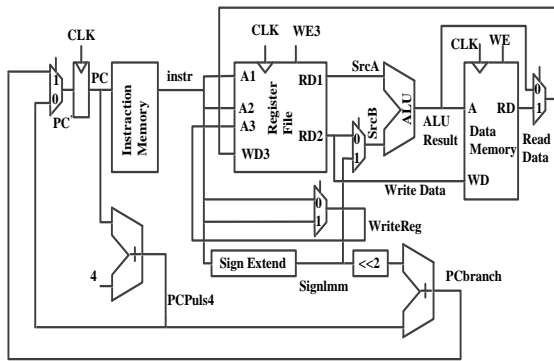 CLK
CLK
WE3
CLK
WE
1
0
PC'
PC
Instraction
Memory
instr
A1
A2
A3
WD3
Register
File
RD1
RD2
SrcA
SrcB
0
1
ALU
ALU
Result
A
RD
Data
Memory
WD
0
1
Read
Data
Write Data
0
1
WriteReg
4
+
PCPuls4
Sign Extend
Signlmm
<<2
+
PCbranch